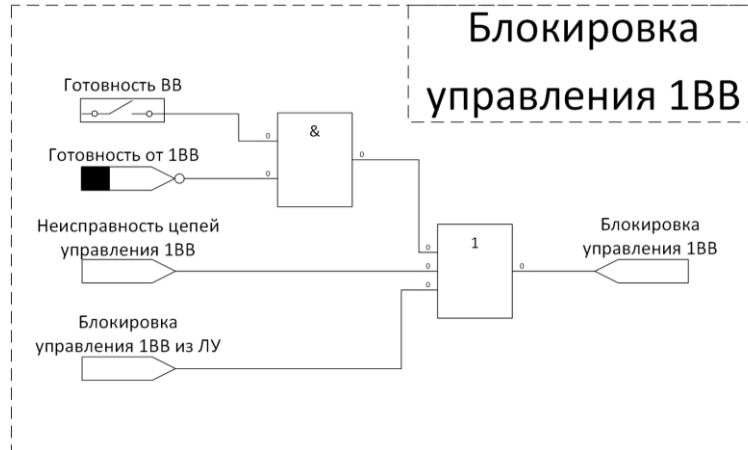 Блокировка
управления 1ВВ
Готовность ВВ
0
&
Готовность от 1ВВ
0
0
Неисправность цепей
управления 1ВВ
0
1
0
0
Блокировка
управления 1ВВ
0
Блокировка
управления 1ВВ из ЛУ